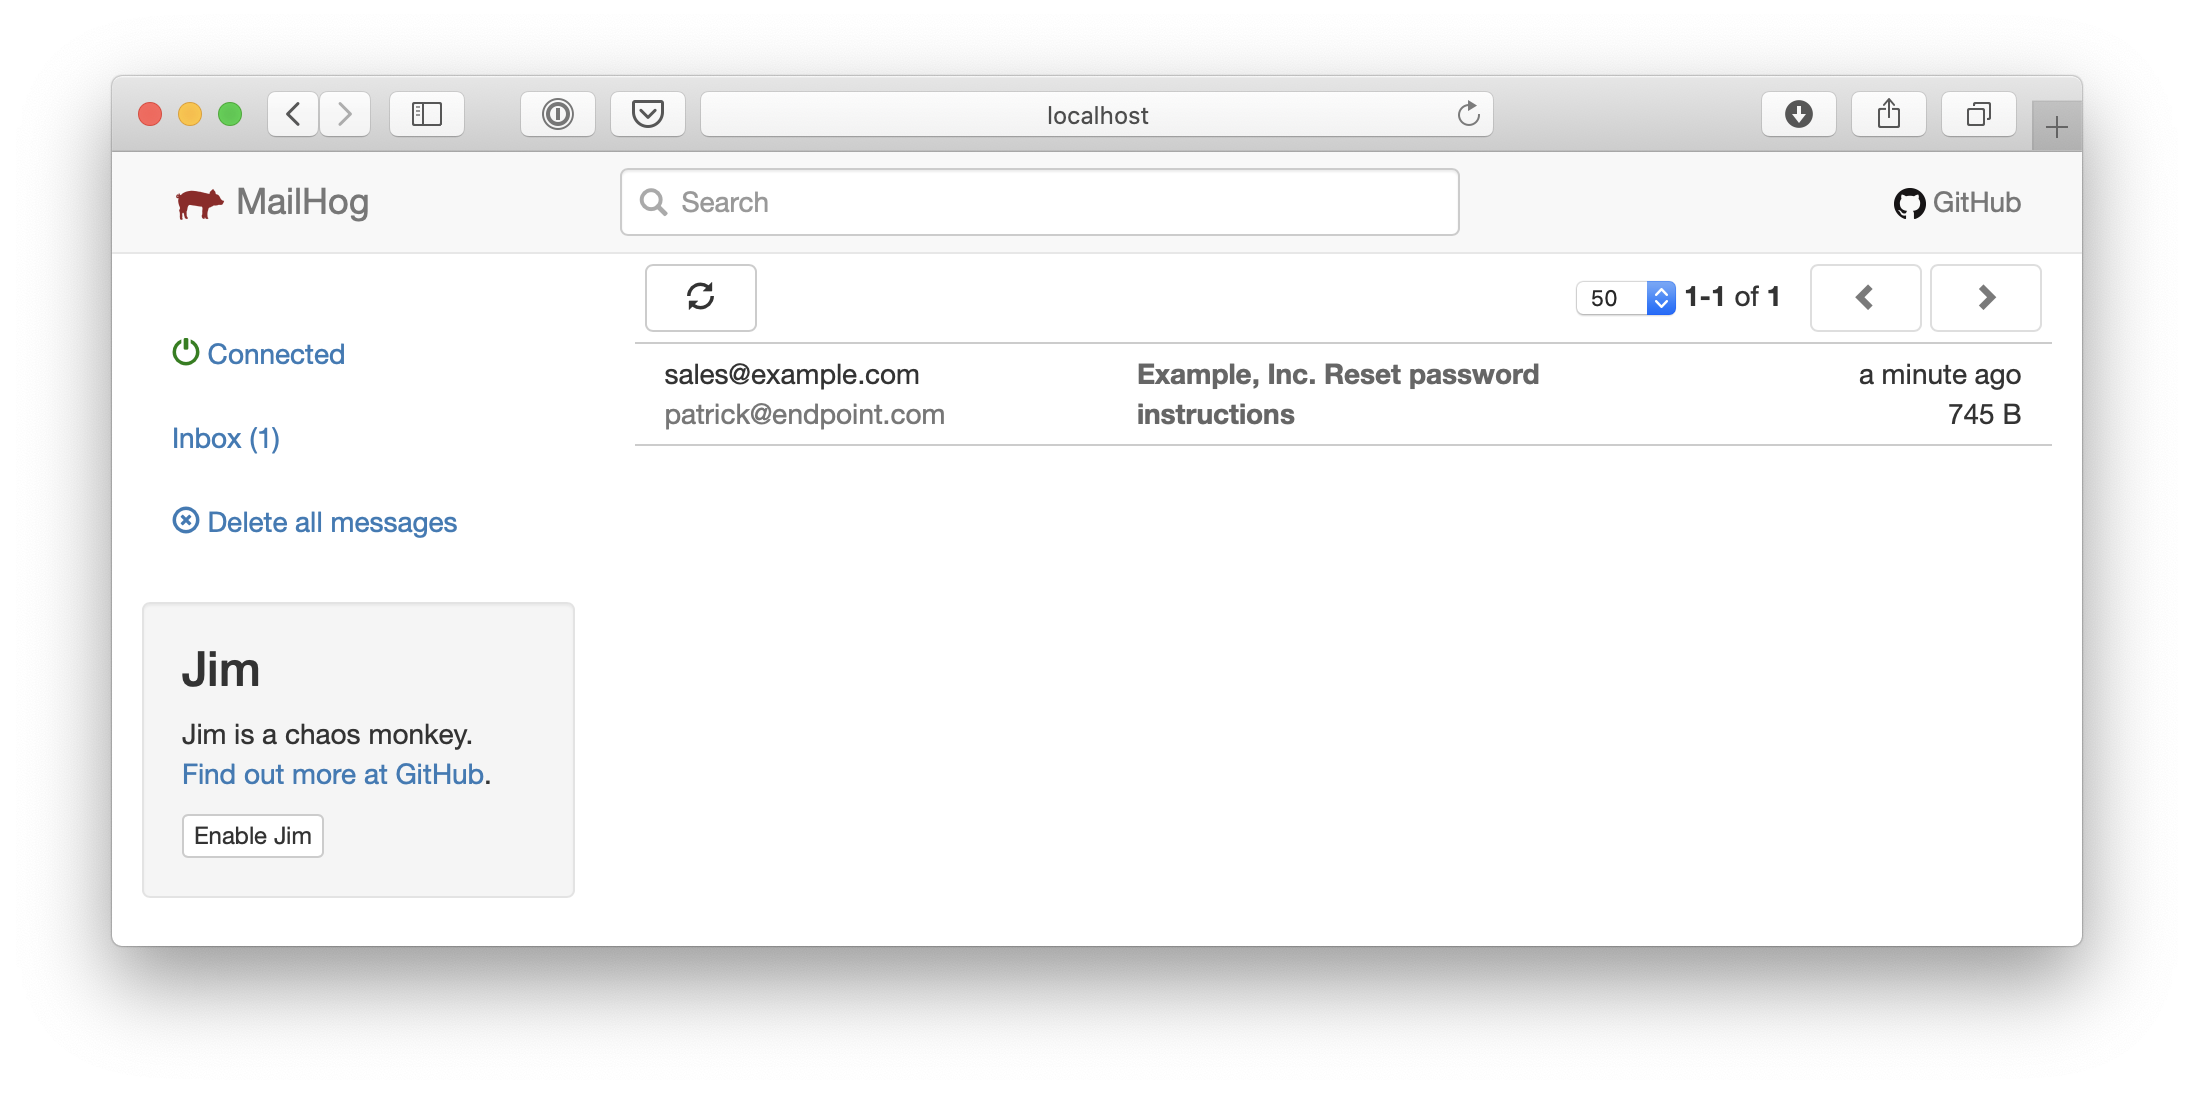 localhost
MailHog
Search
GitHub
50
1-1 of 1
Connected
Inbox (1)
Delete all messages
sales@example.com
patrick@endpoint.com
Example, Inc. Reset password
instructions
a minute ago
745 B
Jim
Jim is a chaos monkey.
Find out more at GitHub.
Enable Jim